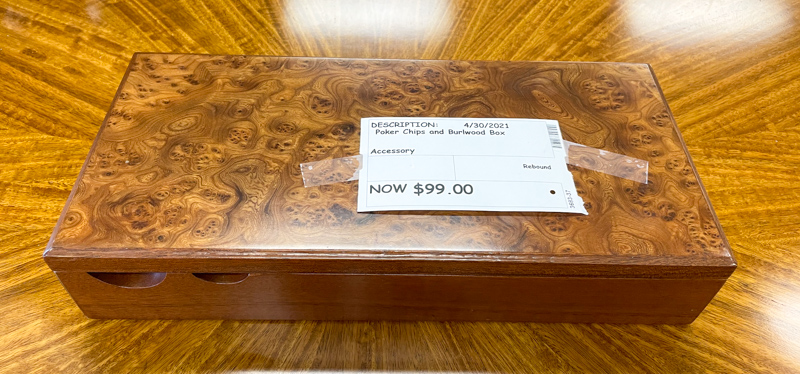 DESCRIPTION: 4/30/2021
Poker Chips and Burlwood Box
Accessory
Rebound
NOW $99.00